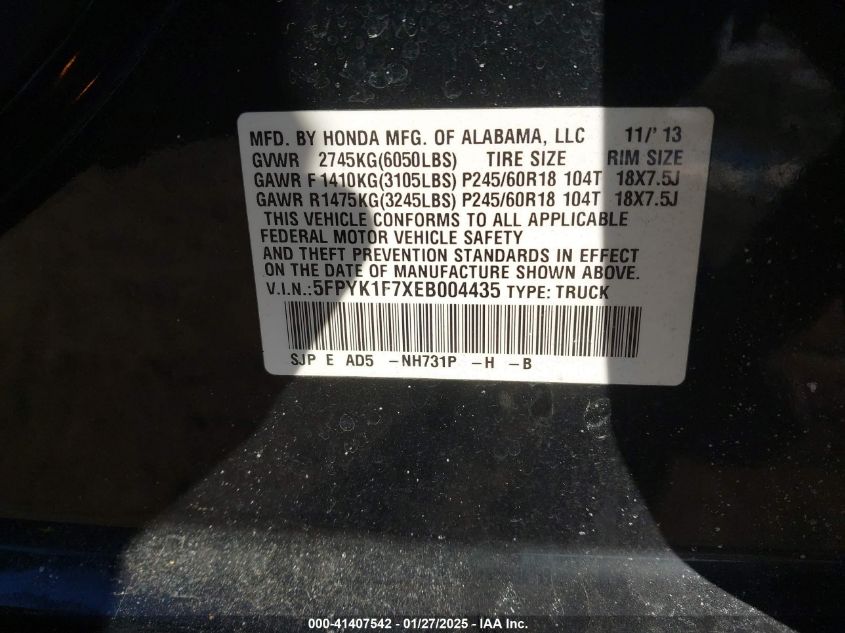 MFD. BY HONDA MFG. OF ALABAMA, LLC 11/' 13
GVWR 2745KG(6050LBS) TIRE SIZE RIM SIZE
GAWR F 1410KG(3105LBS) P245/60R18 104T 18X7.5J
GAWR R1475KG(3245LBS) P245/60R18 104T 18X7.5J
THIS VEHICLE CONFORMS TO ALL APPLICABLE
FEDERAL MOTOR VEHICLE SAFETY
AND THEFT PREVENTION STANDARDS IN EFFECT
ON THE DATE OF MANUFACTURE SHOWN ABOVE.
V.I.N.:5FPYK1F7XEB004435 TYPE:TRUCK
SJP E AD5 -NH731P -H -B
000-41407542 - 01/27/2025 - IAA Inc.